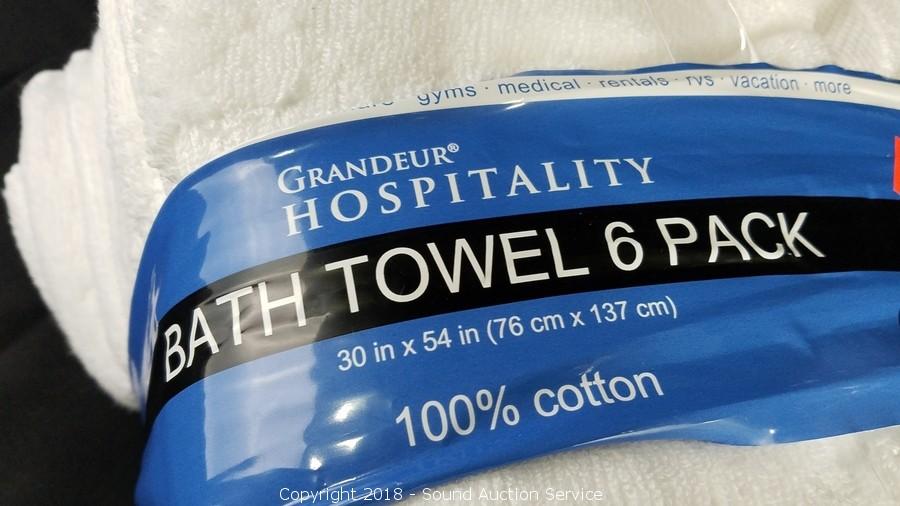 gyms · medical · rentals · rvs · vacation · more
GRANDEUR®
HOSPITALITY
BATH TOWEL 6 PACK
30 in x 54 in (76 cm x 137 cm)
100% cotton
Copyright 2018 - Sound Auction Service